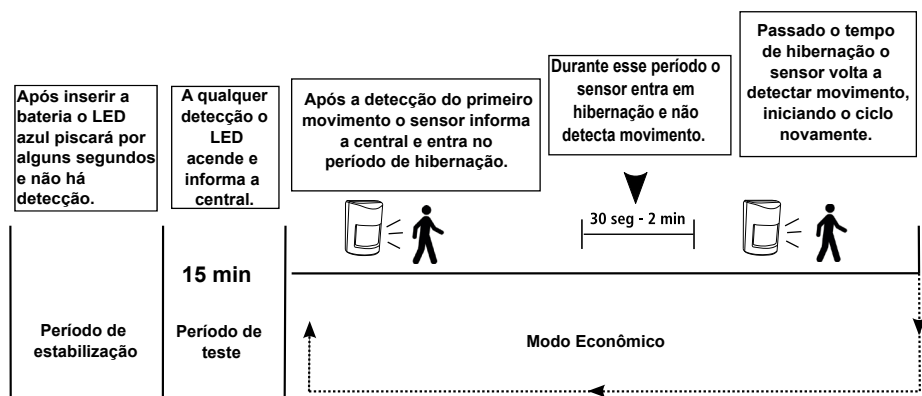 Após inserir a
bateria o LED
azul piscará por
alguns segundos
e não há
detecção.
A qualquer
detecção o
LED
acende e
informa a
central.
Após a detecção do primeiro
movimento o sensor informa
a central e entra no
período de hibernação.
Durante esse período o
sensor entra em
hibernação e não
detecta movimento.
Passado o tempo
de hibernação o
sensor volta a
detectar movimento,
iniciando o ciclo
novamente.
30 seg - 2 min
15 min
Período de
estabilização
Período de
teste
Modo Econômico